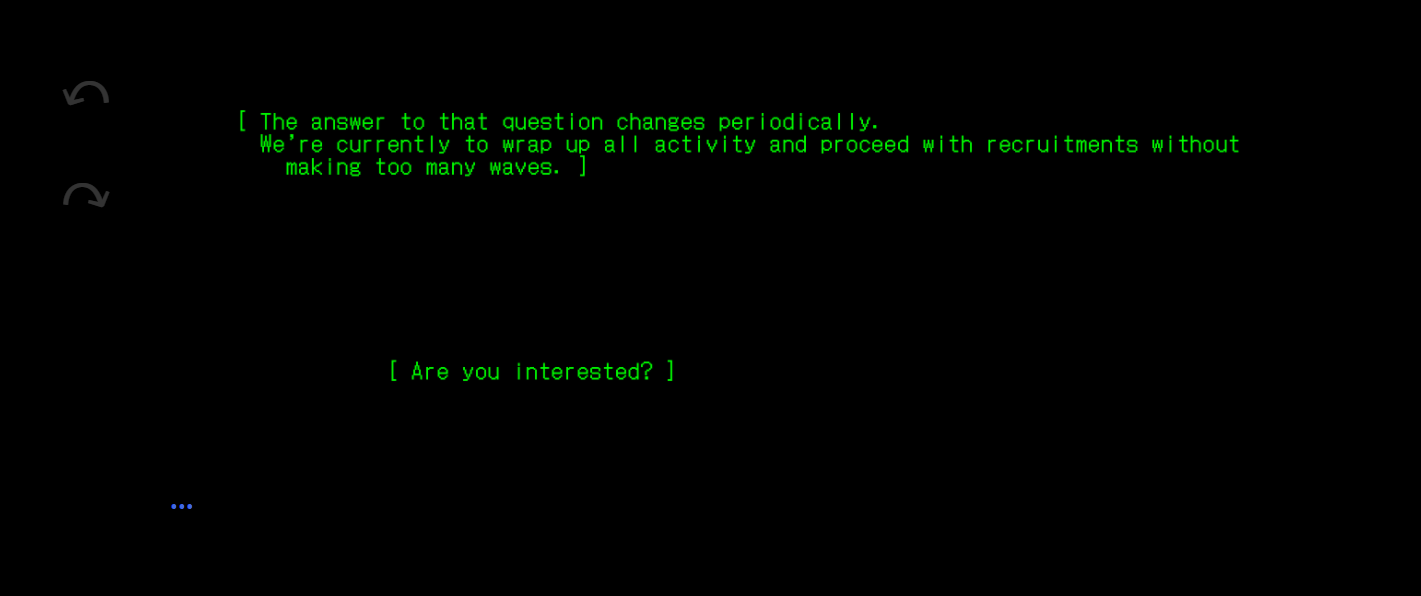 [ The answer to that question changes periodically.
We're currently to wrap up all activity and proceed with recruitments without
making too many waves. ]
[ Are you interested? ]
...